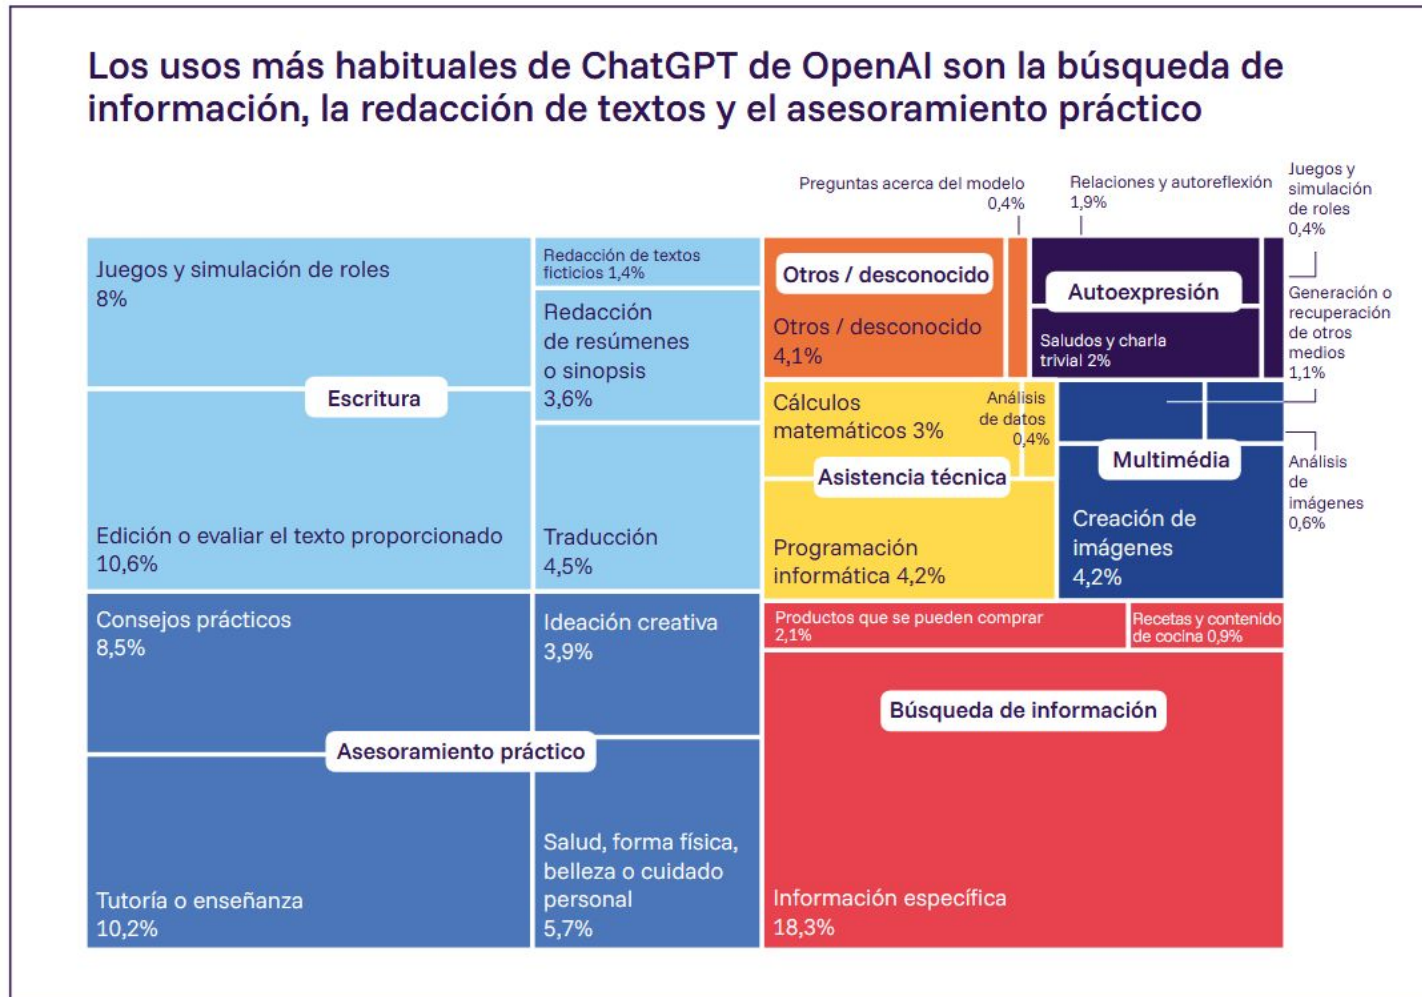 Los usos más habituales de ChatGPT de OpenAI son la búsqueda de
información, la redacción de textos y el asesoramiento práctico
Preguntas acerca del modelo
0,4%
Relaciones y autoreflexión
1,9%
Juegos y
simulación
de roles
0,4%
Juegos y simulación de roles
8%
Escritura
Edición o evaluar el texto proporcionado
10,6%
Redacción de textos
ficticios 1,4%
Redacción
de resúmenes
o sinopsis
3,6%
Traducción
4,5%
Otros / desconocido
Otros / desconocido
4,1%
Autoexpresión
Saludos y charla
trivial 2%
Generación o
recuperación
de otros
medios
1,1%
Cálculos
matemáticos 3%
Análisis
de datos
0,4%
Asistencia técnica
Programación
informática 4,2%
Multimédia
Creación de
imágenes
4,2%
Análisis
de
imágenes
0,6%
Consejos prácticos
8,5%
Ideación creativa
3,9%
Asesoramiento práctico
Tutoría o enseñanza
10,2%
Salud, forma física,
belleza o cuidado
personal
5,7%
Productos que se pueden comprar
2,1%
Recetas y contenido
de cocina 0,9%
Búsqueda de información
Información específica
18,3%